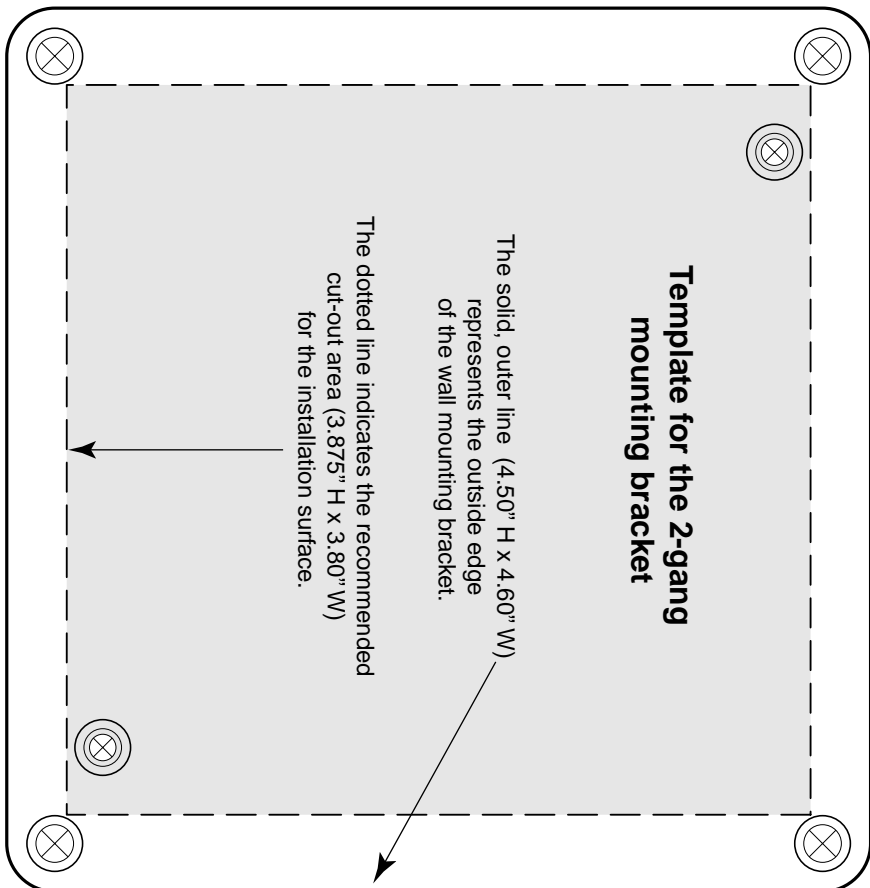 Template for the 2-gang
mounting bracket
The solid, outer line (4.50” H x 4.60” W)
represents the outside edge
of the wall mounting bracket.
The dotted line indicates the recommended
cut-out area (3.875” H x 3.80” W)
for the installation surface.